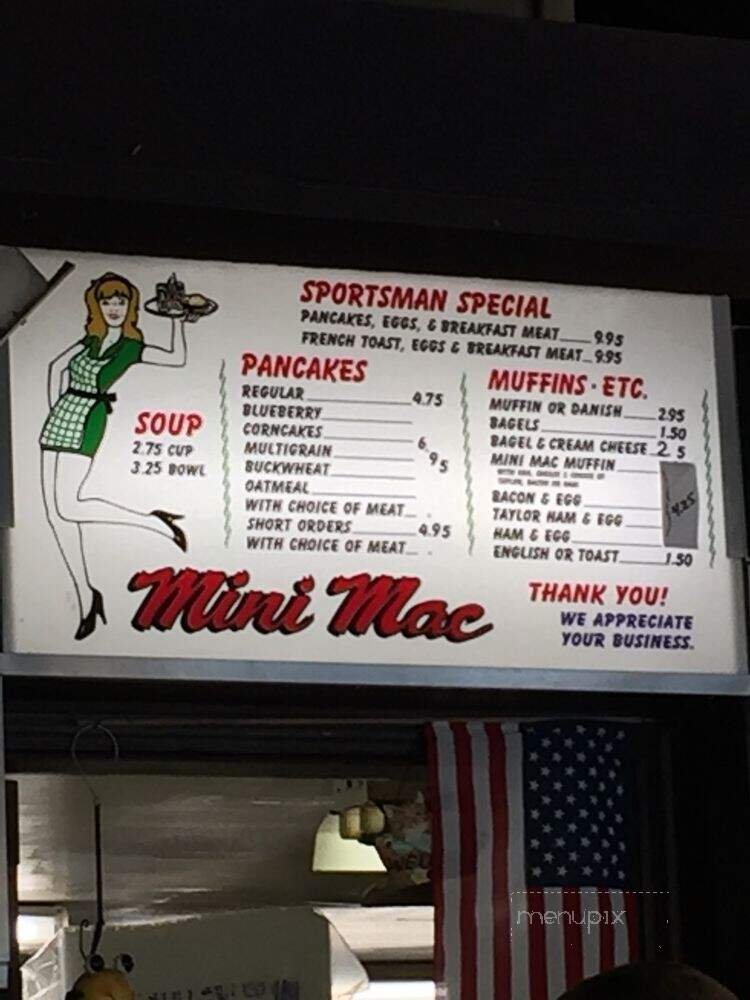 SPORTSMAN SPECIAL
PANCAKES, EGGS, & BREAKFAST MEAT 9.95
FRENCH TOAST, EGGS & BREAKFAST MEAT 9.95
SOUP
2.75 CUP
3.25 BOWL
PANCAKES
REGULAR 4.75
BLUEBERRY
CORNCAKES 6.95
MULTIGRAIN
BUCKWHEAT
OATMEAL
WITH CHOICE OF MEAT
SHORT ORDERS 4.95
WITH CHOICE OF MEAT
MUFFINS · ETC.
MUFFIN OR DANISH 2.95
BAGELS 1.50
BAGEL & CREAM CHEESE 2 5
MINI MAC MUFFIN
BACON & EGG
TAYLOR HAM & EGG 4.25
HAM & EGG
ENGLISH OR TOAST 1.50
Mini Mac
THANK YOU!
WE APPRECIATE
YOUR BUSINESS.
menupix